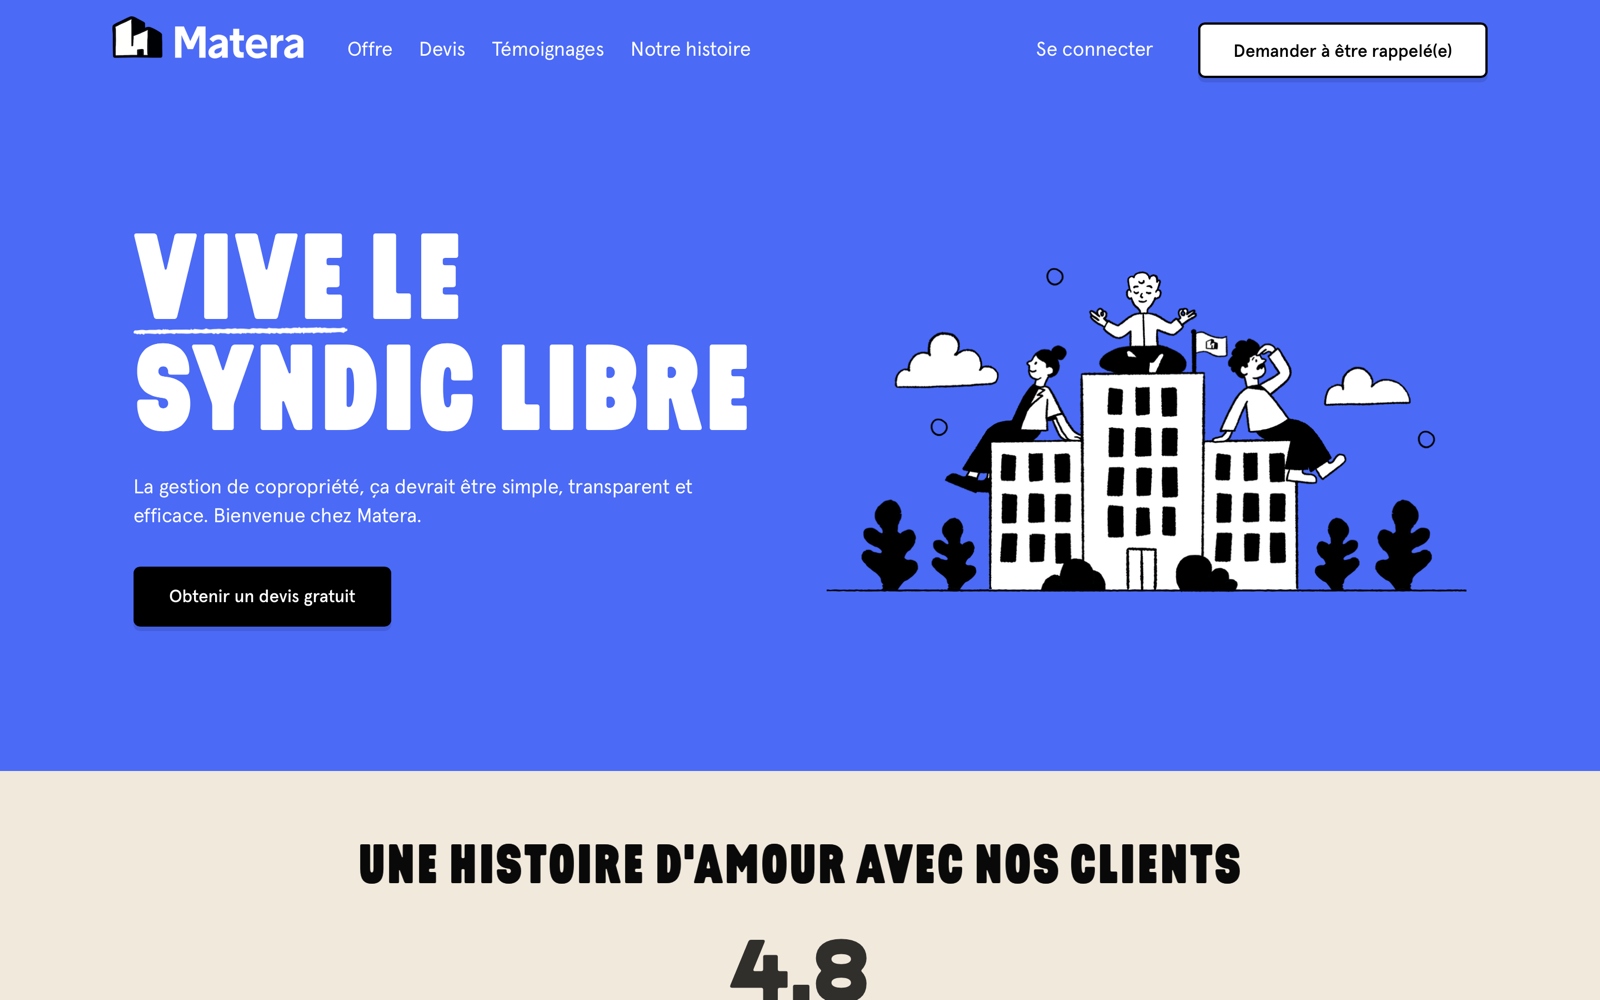 Matera
Offre
Devis
Témoignages
Notre histoire
Se connecter
Demander à être rappelé(e)
VIVE LE
SYNDIC LIBRE
La gestion de copropriété, ça devrait être simple, transparent et
efficace. Bienvenue chez Matera.
Obtenir un devis gratuit
UNE HISTOIRE D'AMOUR AVEC NOS CLIENTS
4.8